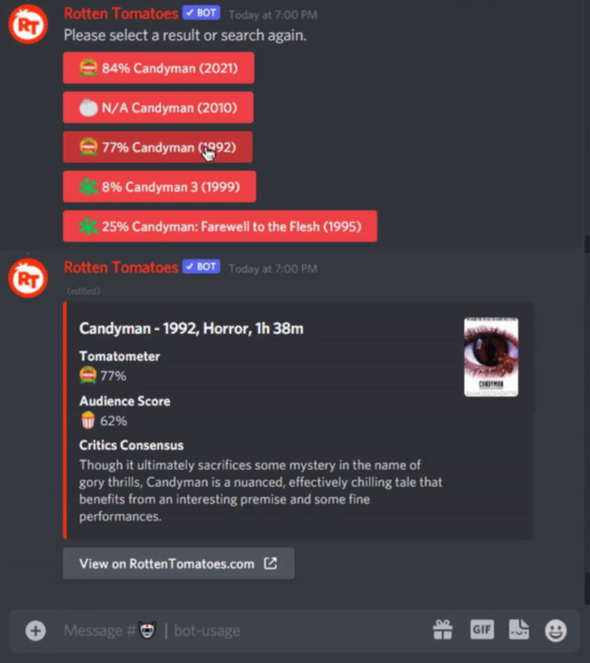 RT
Rotten Tomatoes ✓ BOT Today at 7:00 PM
Please select a result or search again.
84% Candyman (2021)
N/A Candyman (2010)
77% Candyman (1992)
8% Candyman 3 (1999)
25% Candyman: Farewell to the Flesh (1995)
RT
Rotten Tomatoes ✓ BOT Today at 7:00 PM
(edited)
Candyman - 1992, Horror, 1h 38m
Tomatometer
77%
Audience Score
62%
Critics Consensus
Though it ultimately sacrifices some mystery in the name of
gory thrills, Candyman is a nuanced, effectively chilling tale that
benefits from an interesting premise and some fine
performances.
CANDYMAN
View on RottenTomatoes.com
Message # | bot-usage
GIF